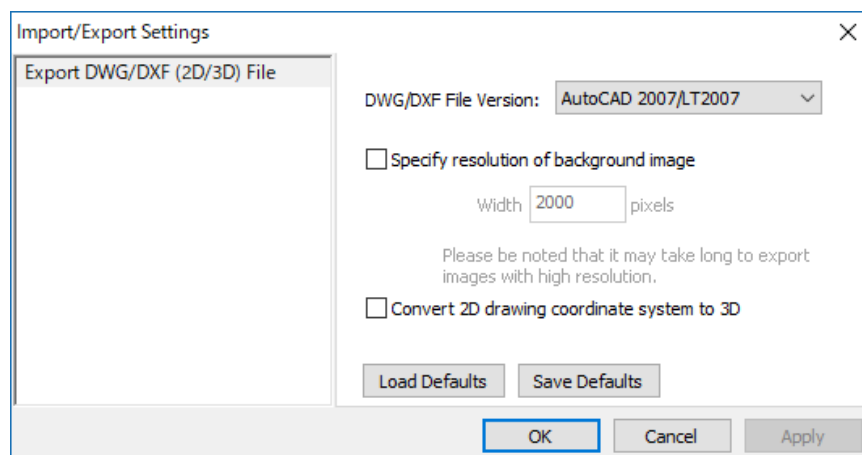 Import/Export Settings
Export DWG/DXF (2D/3D) File
DWG/DXF File Version: AutoCAD 2007/LT2007
Specify resolution of background image
Width 2000 pixels
Please be noted that it may take long to export
images with high resolution.
Convert 2D drawing coordinate system to 3D
Load Defaults Save Defaults
OK Cancel Apply